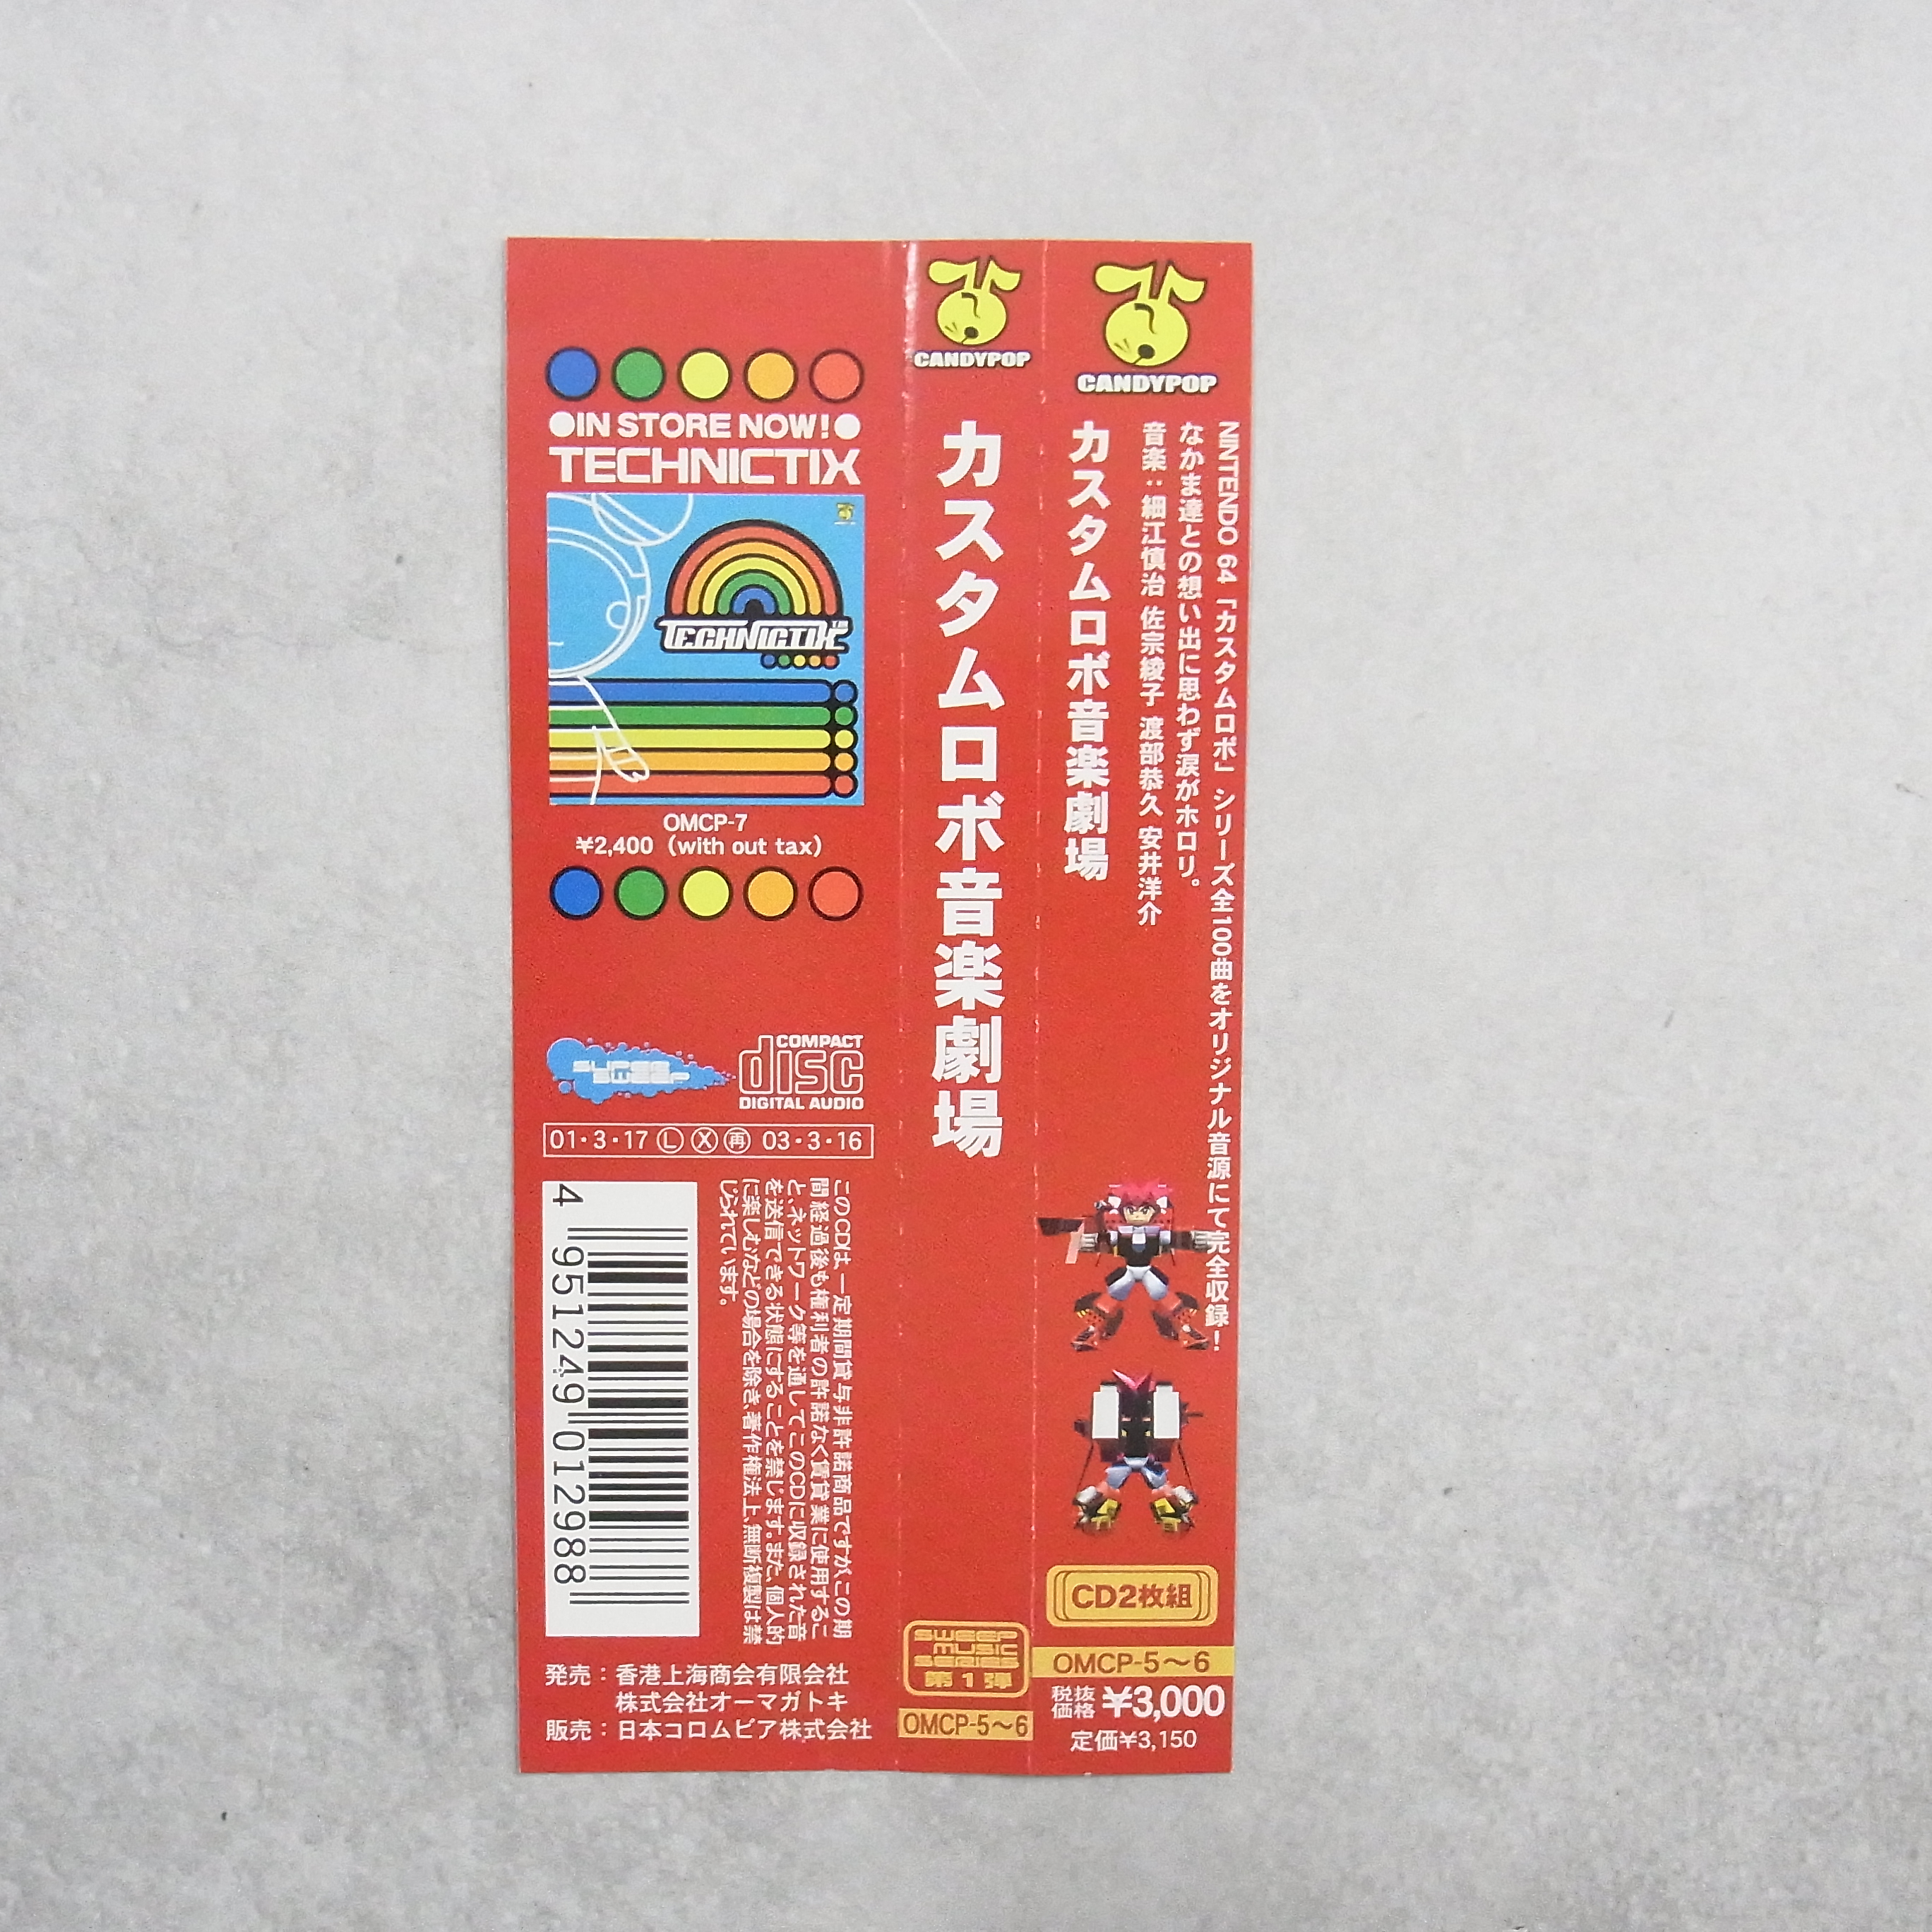 CANDYPOP
NINTENDO 64「カスタムロボ」シリーズ全100曲をオリジナル音源にて完全収録！
なかま達との想い出に思わず涙がホロリ。
音楽：細江慎治 佐宗綾子 渡部恭久 安井洋介
カスタムロボ音楽劇場
CD2枚組
OMCP-5〜6
税抜価格 ¥3,000
定価¥3,150
CANDYPOP
カスタムロボ音楽劇場
SWEEP
MUSIC
SERIES
第1弾
OMCP-5〜6
●IN STORE NOW!●
TECHNICTIX
TECHNICTIX
OMCP-7
¥2,400（with out tax）
SUPER
SWEEP
COMPACT
disc
DIGITAL AUDIO
01・3・17 Ⓛ Ⓧ ㊢ 03・3・16
このCDは、一定期間貸与非許諾商品ですが、この期
間経過後も権利者の許諾なく賃貸業に使用するこ
と、ネットワーク等を通してこのCDに収録された音
を送信できる状態にすることを禁じます。また、個人的
に楽しむなどの場合を除き、著作権法上、無断複製は禁
じられています。
4 951249 012988
発売：香港上海商会有限会社
株式会社オーマガトキ
販売：日本コロムビア株式会社